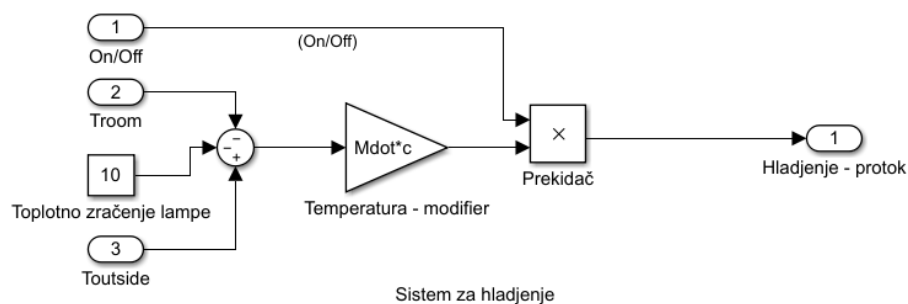 1
On/Off
(On/Off)
2
Troom
10
Toplotno zračenje lampe
3
Toutside
−
−
+
Mdot*c
Temperatura - modifier
×
Prekidač
1
Hladjenje - protok
Sistem za hladjenje